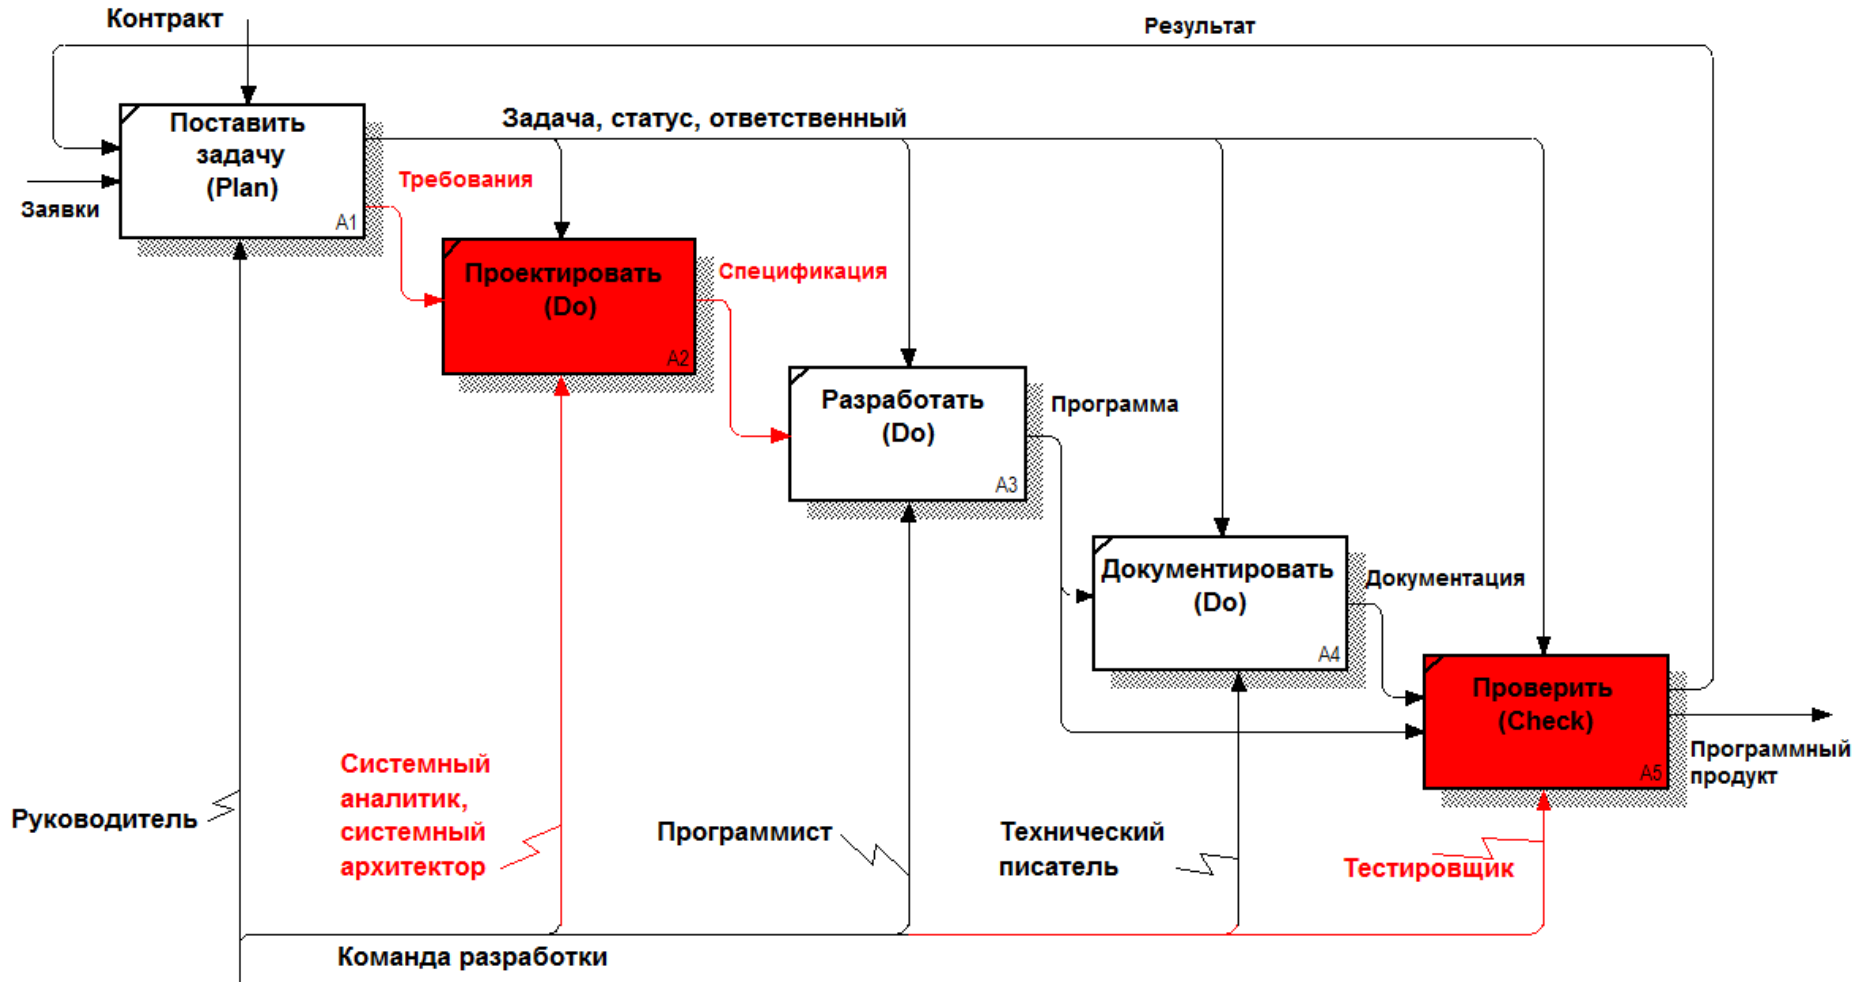 Контракт
Результат
Поставить
задачу
(Plan)
A1
Задача, статус, ответственный
Требования
Заявки
Проектировать
(Do)
A2
Спецификация
Разработать
(Do)
A3
Программа
Документировать
(Do)
A4
Документация
Проверить
(Check)
A5
Программный
продукт
Руководитель
Системный
аналитик,
системный
архитектор
Программист
Технический
писатель
Тестировщик
Команда разработки